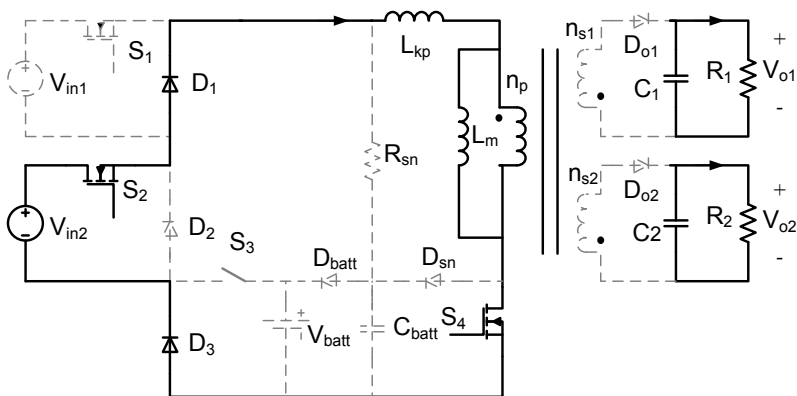 S1
Vin1
D1
Lkp
np
Lm
ns1
Do1
C1
R1
+
Vo1
-
Rsn
S2
Vin2
D2
S3
Dbatt
Dsn
ns2
Do2
C2
R2
+
Vo2
-
D3
+
Vbatt
Cbatt
S4